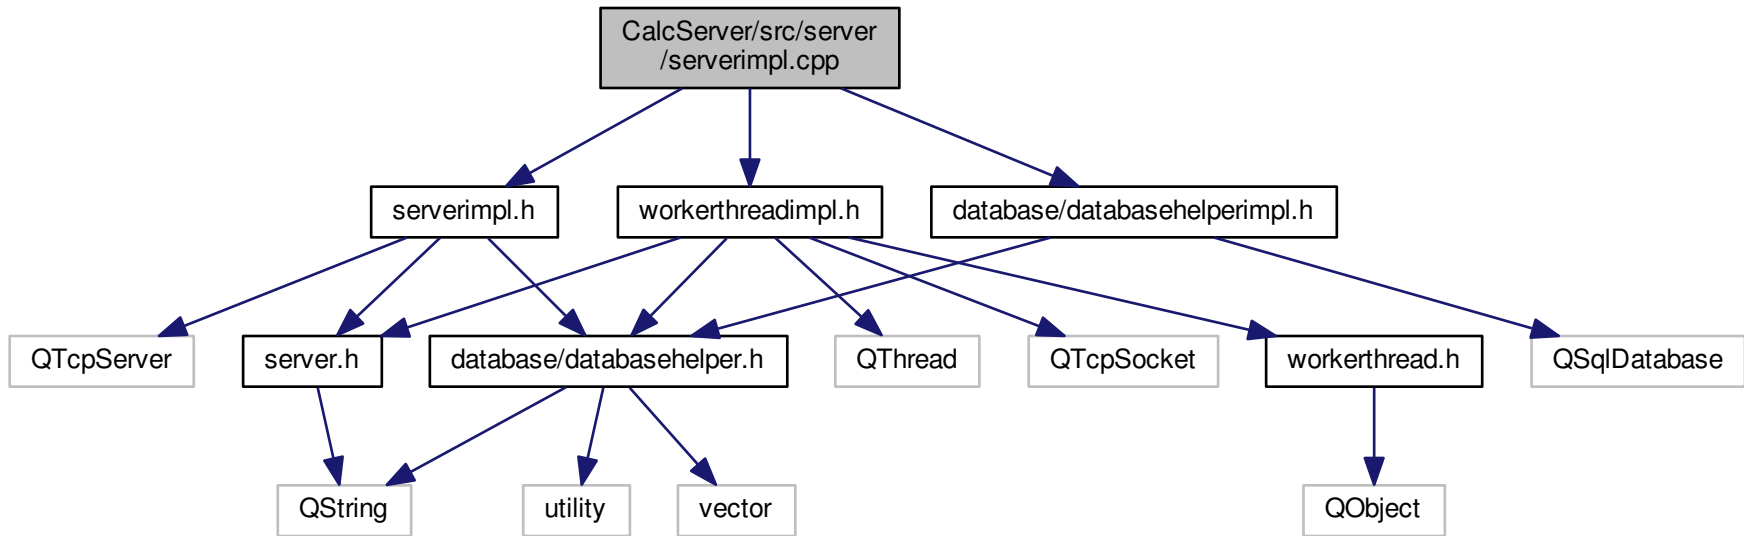 CalcServer/src/server
/serverimpl.cpp
serverimpl.h
workerthreadimpl.h
database/databasehelperimpl.h
QTcpServer
server.h
database/databasehelper.h
QThread
QTcpSocket
workerthread.h
QSqlDatabase
QString
utility
vector
QObject